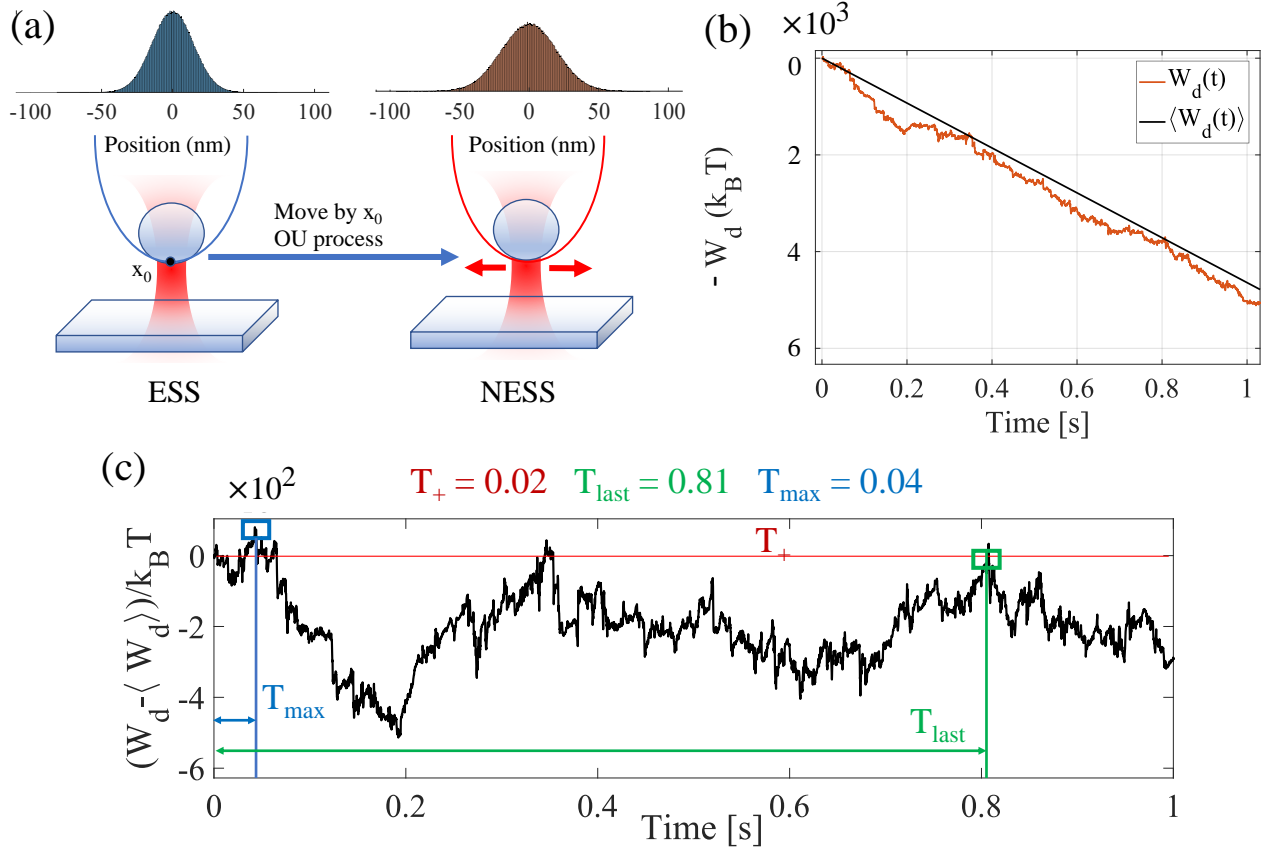 (a)
-100 -50 0 50 100
-100 -50 0 50 100
Position (nm)
Position (nm)
Move by x₀
OU process
x₀
ESS
NESS
(b)
×10³
0
2
4
6
- W_d (k_BT)
W_d(t)
⟨W_d(t)⟩
0 0.2 0.4 0.6 0.8 1
Time [s]
(c)
T₊ = 0.02 T_last = 0.81 T_max = 0.04
×10²
0
-2
-4
-6
(W_d-⟨W_d⟩)/k_BT
T₊
T_max
T_last
0 0.2 0.4 0.6 0.8 1
Time [s]